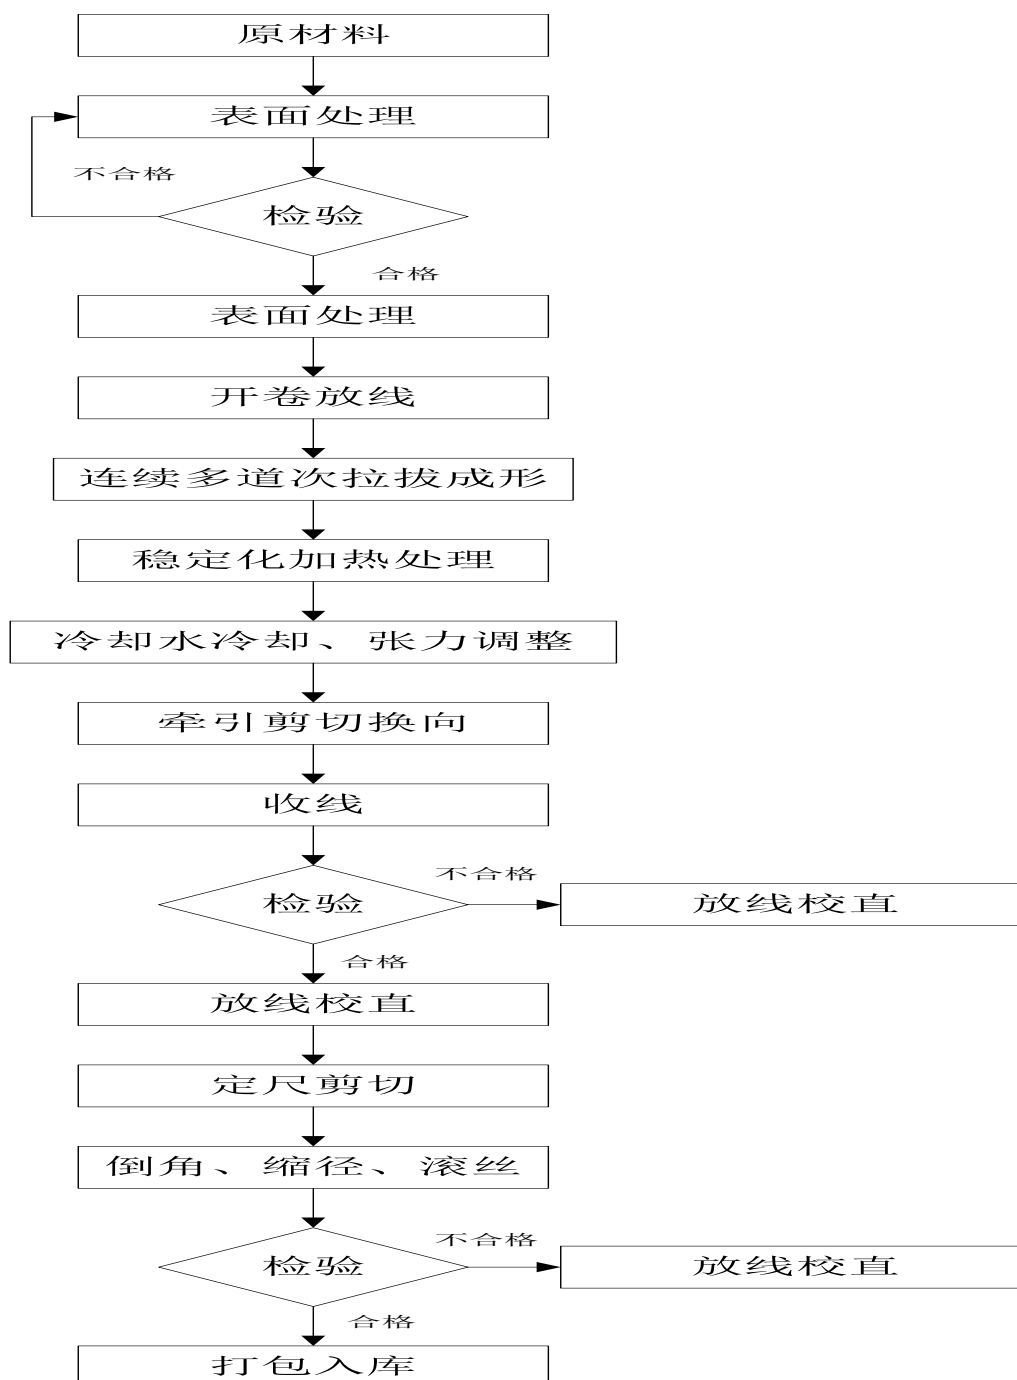 原材料
表面处理
不合格
检验
合格
表面处理
开卷放线
连续多道次拉拔成形
稳定化加热处理
冷却水冷却、张力调整
牵引剪切换向
收线
不合格
检验
放线校直
合格
放线校直
定尺剪切
倒角、缩径、滚丝
不合格
检验
放线校直
合格
打包入库